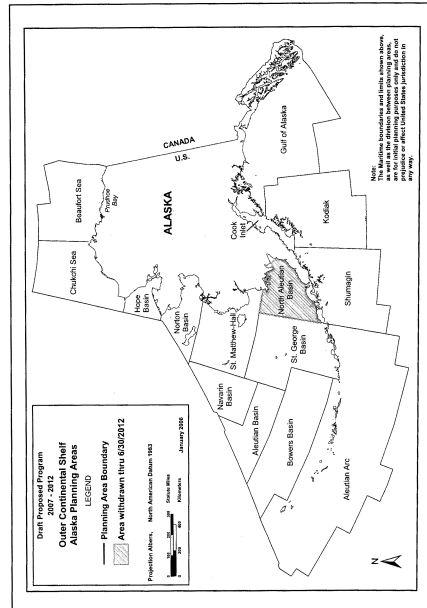 Draft Proposed Program
2007 - 2012
Outer Continental Shelf
Alaska Planning Areas
LEGEND
Planning Area Boundary
Area withdrawn thru 6/30/2012
Projection Albers, North American Datum 1983
Statute Miles
Kilometers
January 2006
Chukchi Sea
Beaufort Sea
Prudhoe
Bay
Hope
Basin
ALASKA
CANADA
U.S.
Norton
Basin
Navarin
Basin
St. Matthew-Hall
Cook
Inlet
Gulf of Alaska
Aleutian Basin
St. George
Basin
North Aleutian
Basin
Kodiak
Bowers Basin
Shumagin
Aleutian Arc
N
Note:
The Maritime boundaries and limits shown above,
as well as the division between planning areas,
are for initial planning purposes only and do not
prejudice or affect United States jurisdiction in
any way.